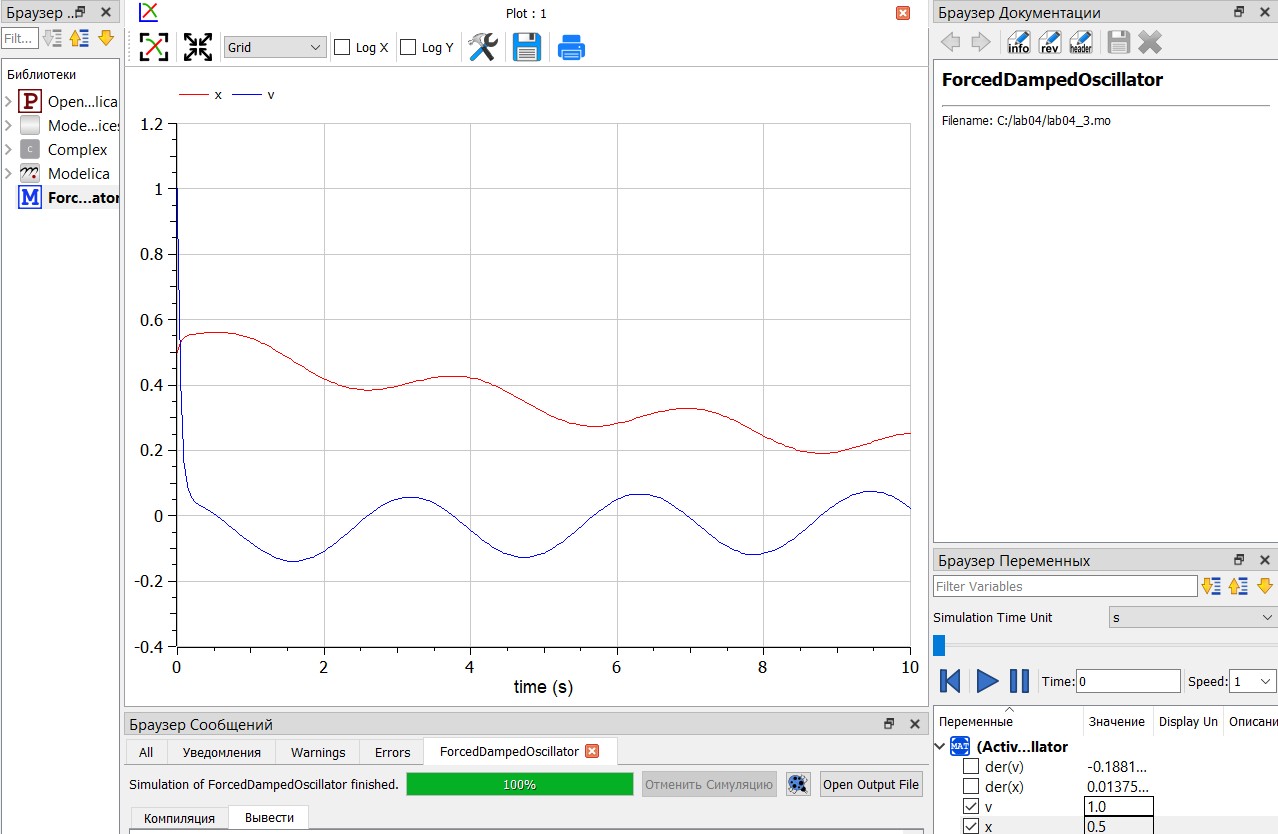 Браузер ..
Filt...
Библиотеки
P Open...lica
Mode...ices
C Complex
Modelica
M Forc...ator
Plot : 1
Grid
Log X
Log Y
x v
1.2
1
0.8
0.6
0.4
0.2
0
-0.2
-0.4
0 2 4 6 8 10
time (s)
Браузер Сообщений
All Уведомления Warnings Errors ForcedDampedOscillator
Simulation of ForcedDampedOscillator finished. 100% Отменить Симуляцию Open Output File
Компиляция Вывести
Браузер Документации
info rev header
ForcedDampedOscillator
Filename: C:/lab04/lab04_3.mo
Браузер Переменных
Filter Variables
Simulation Time Unit s
Time: 0 Speed: 1
Переменные Значение Display Un Описани
MAT (Activ...llator
der(v) -0.1881...
der(x) 0.01375...
v 1.0
x 0.5